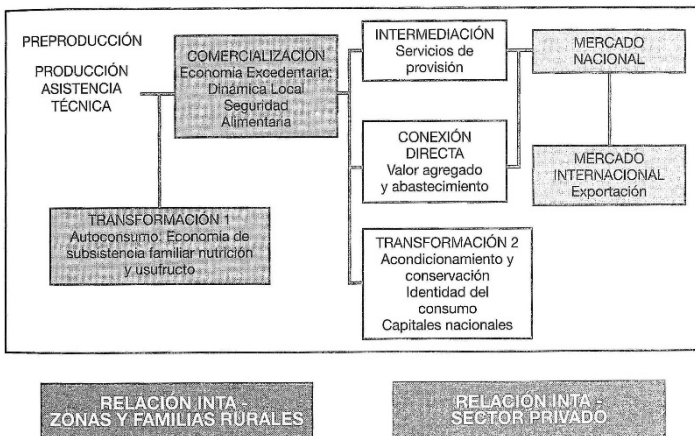 PREPRODUCCIÓN
PRODUCCIÓN
ASISTENCIA
TÉCNICA
COMERCIALIZACIÓN
Economía Excedentaria;
Dinámica Local
Seguridad
Alimentaria
TRANSFORMACIÓN 1
Autoconsumo: Economía de
subsistencia familiar nutrición
y usufructo
INTERMEDIACIÓN
Servicios de
provisión
CONEXIÓN
DIRECTA
Valor agregado
y abastecimiento
TRANSFORMACIÓN 2
Acondicionamiento y
conservación
Identidad del
consumo
Capitales nacionales
MERCADO
NACIONAL
MERCADO
INTERNACIONAL
Exportación
RELACIÓN INTA -
ZONAS Y FAMILIAS RURALES
RELACIÓN INTA -
SECTOR PRIVADO